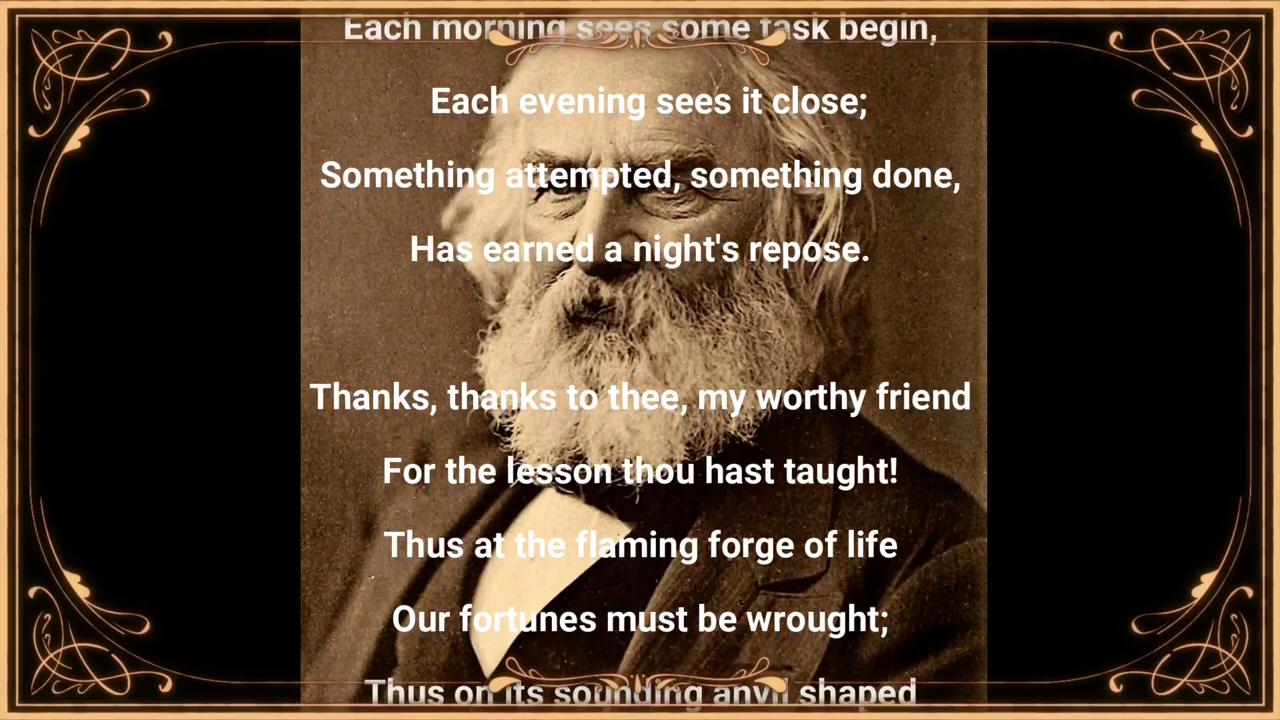 Each morning sees some task begin,
Each evening sees it close;
Something attempted, something done,
Has earned a night's repose.
Thanks, thanks to thee, my worthy friend
For the lesson thou hast taught!
Thus at the flaming forge of life
Our fortunes must be wrought;
Thus on its sounding anvil shaped